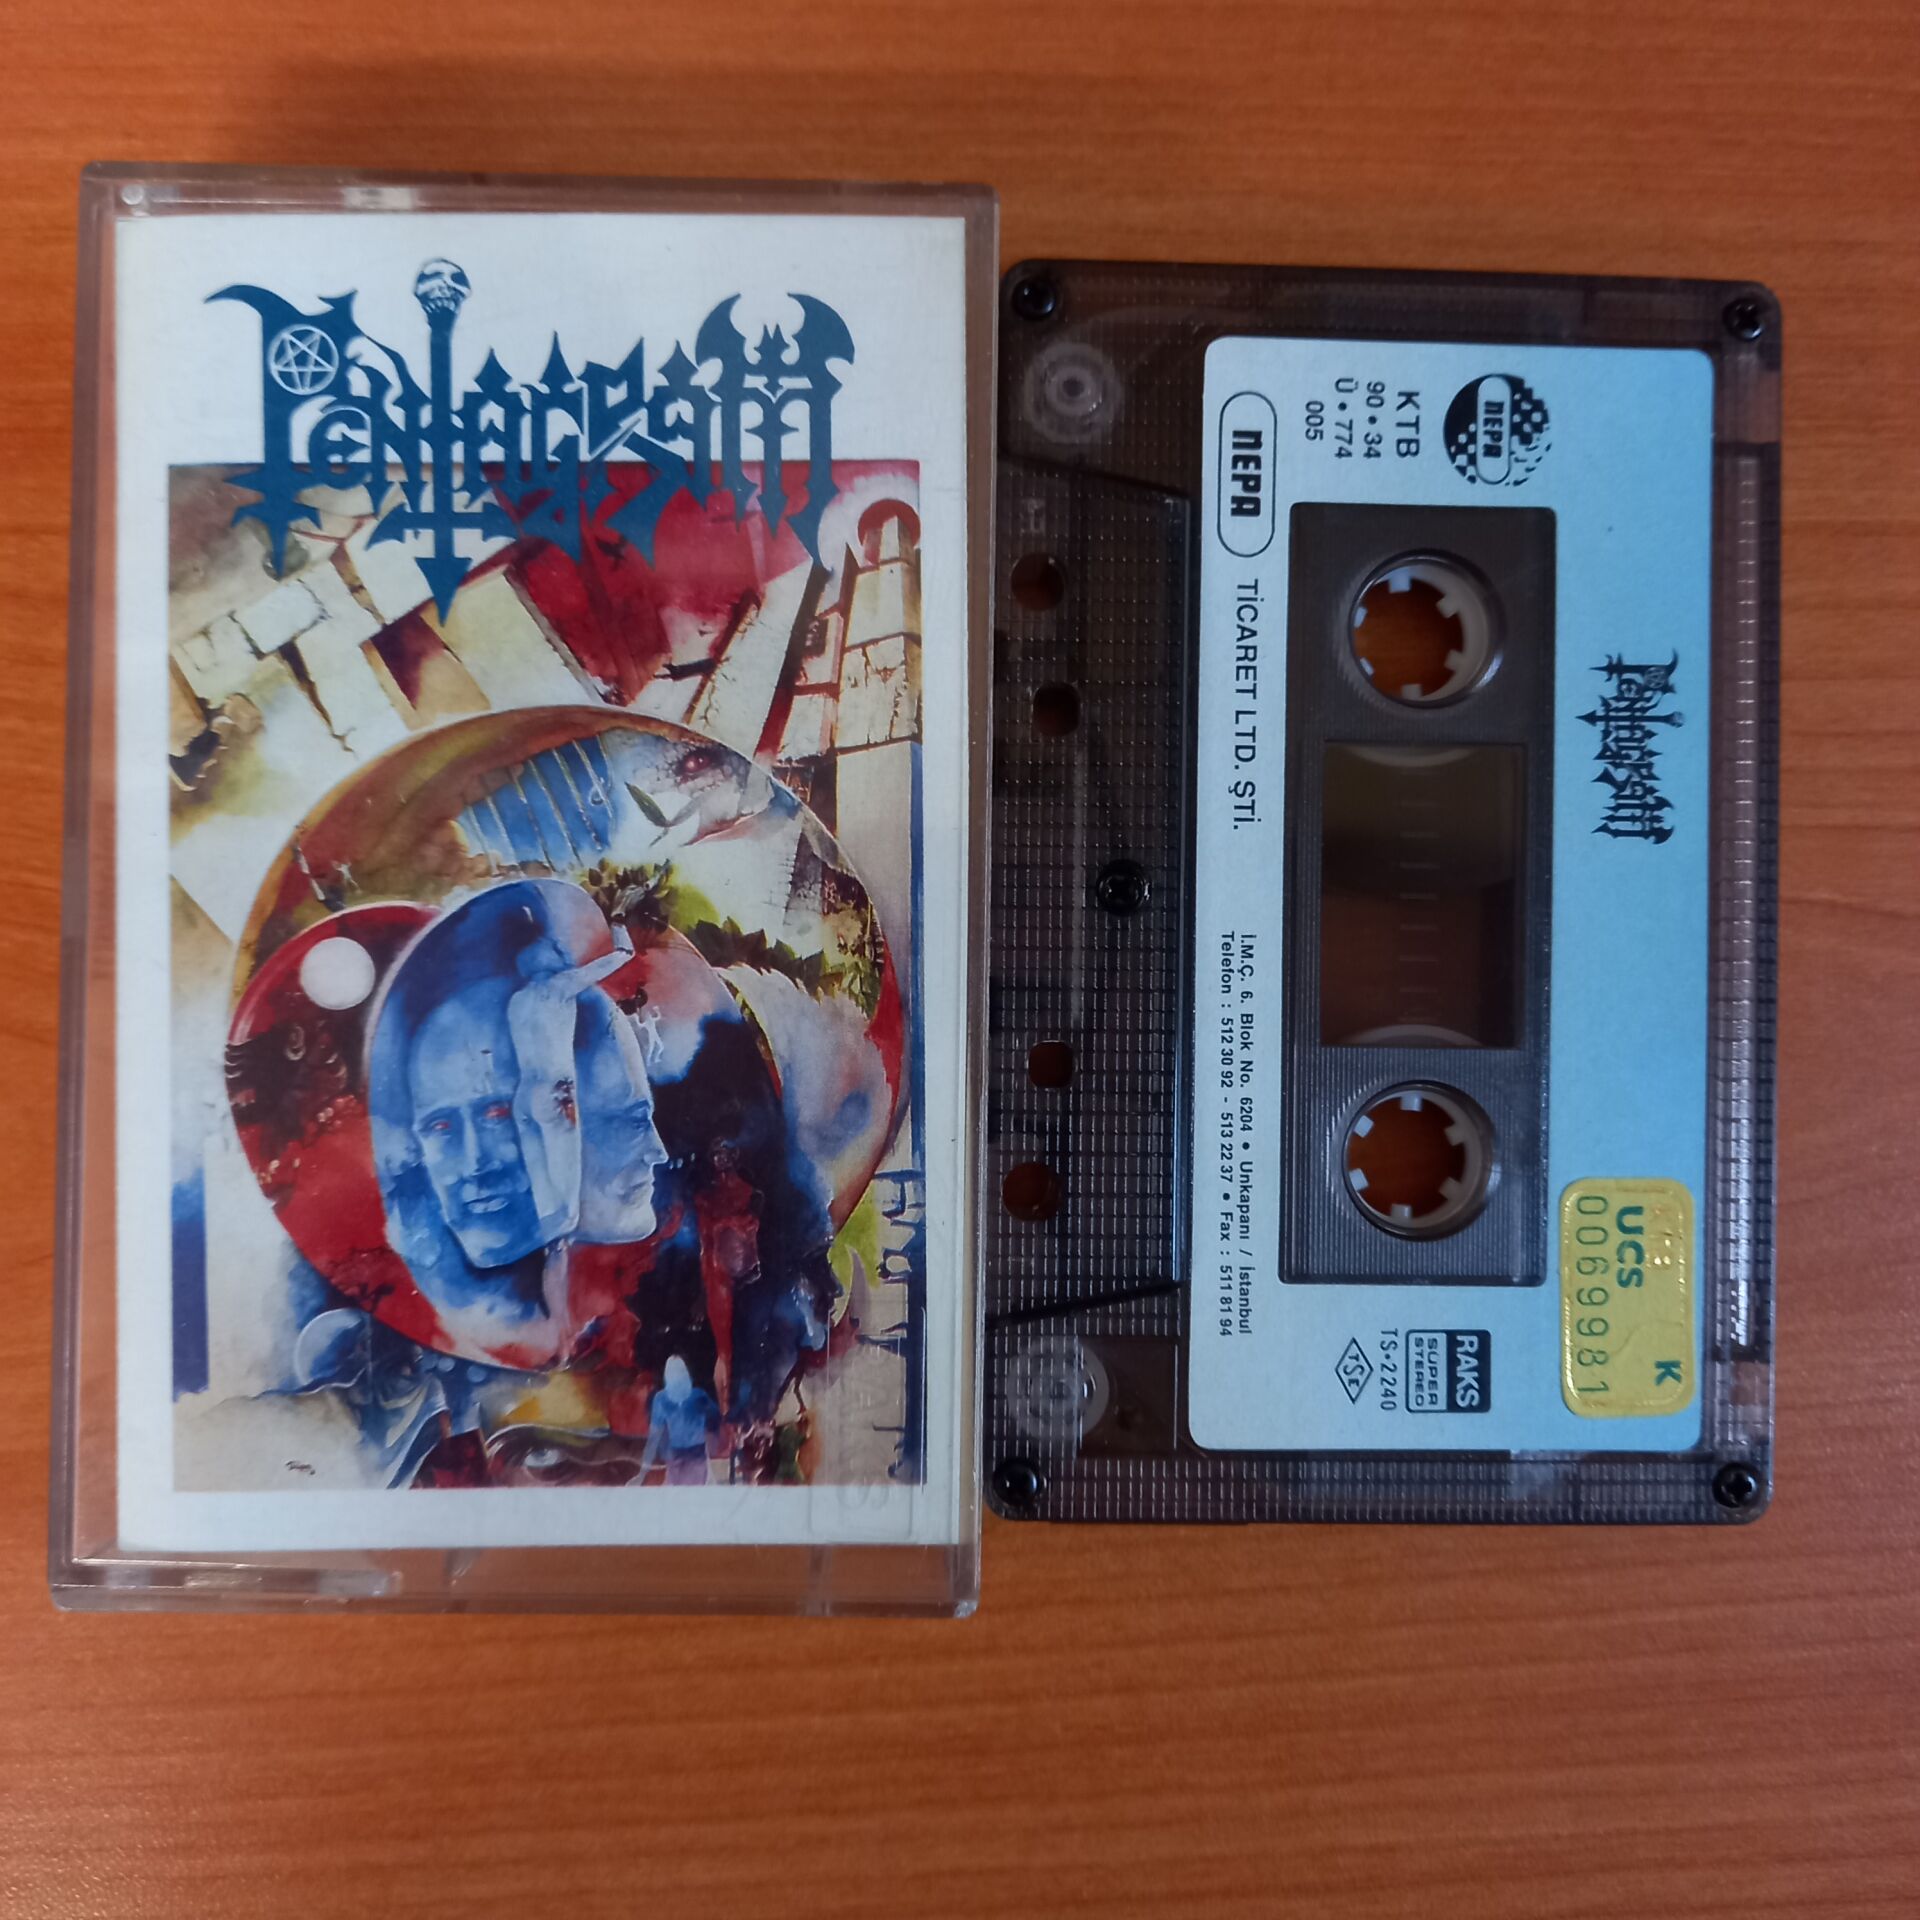 PENTAGRAM
NEPA
KTB
90•34
Ü•774
005
NEPA TİCARET LTD. ŞTİ.
İ.M.Ç. 6. Blok No. 6204 • Unkapanı / İstanbul
Telefon : 512 30 92 - 513 22 37 • Fax : 511 81 94
PENTAGRAM
RAKS
SUPER
STEREO
TS•2240
TSE
K
UCS
0069981